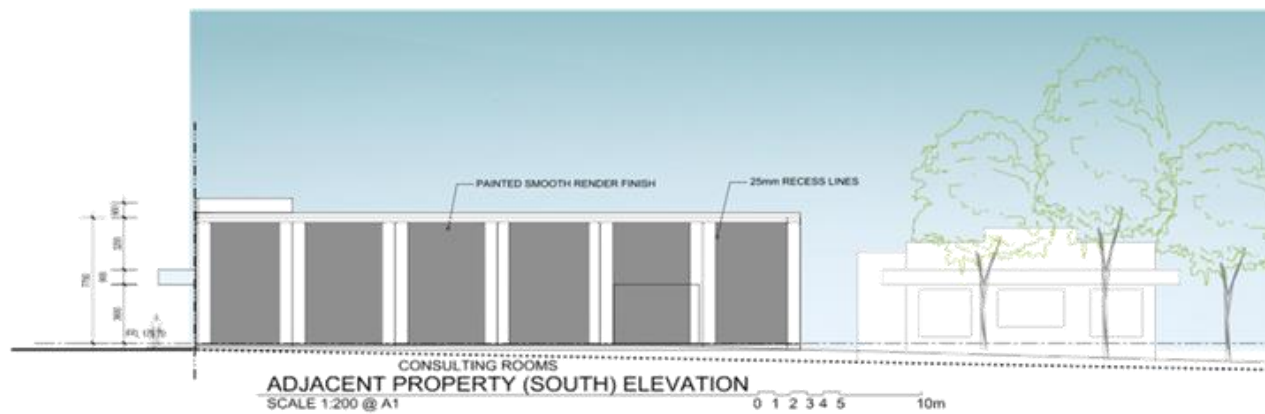 PAINTED SMOOTH RENDER FINISH
25mm RECESS LINES
CONSULTING ROOMS
ADJACENT PROPERTY (SOUTH) ELEVATION
SCALE 1:200 @ A1
0 1 2 3 4 5 10m